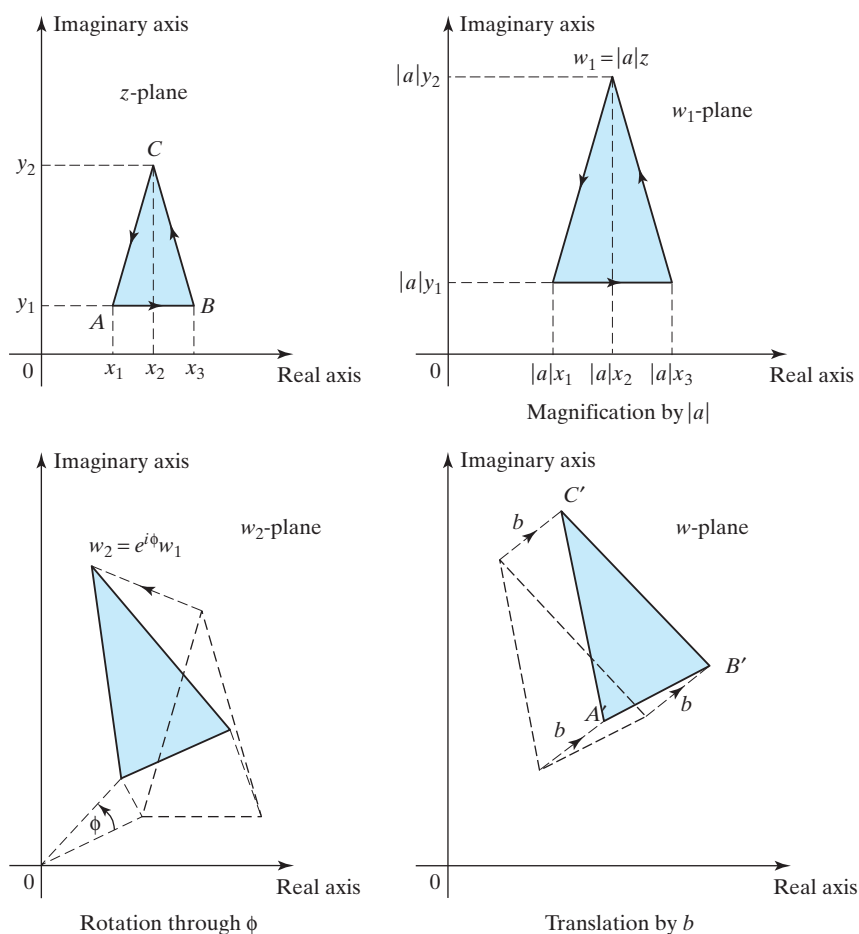 Imaginary axis
z-plane
C
y₂
y₁
A
B
0
x₁ x₂ x₃
Real axis
Imaginary axis
w₁ = |a|z
|a|y₂
w₁-plane
|a|y₁
0
|a|x₁ |a|x₂ |a|x₃
Real axis
Magnification by |a|
Imaginary axis
w₂-plane
w₂ = e^{iϕ}w₁
ϕ
0
Real axis
Rotation through ϕ
Imaginary axis
C′
b
w-plane
B′
A′
b
b
0
Real axis
Translation by b